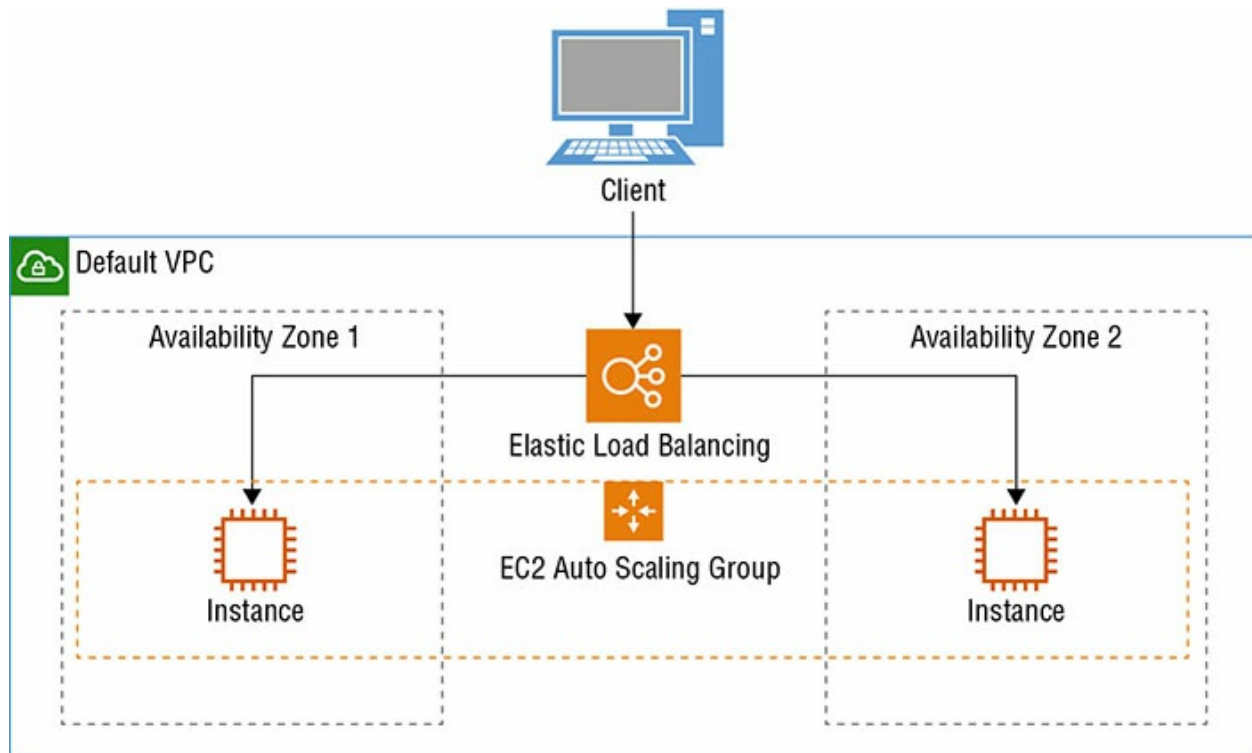 Client
Default VPC
Availability Zone 1
Availability Zone 2
Elastic Load Balancing
EC2 Auto Scaling Group
Instance
Instance